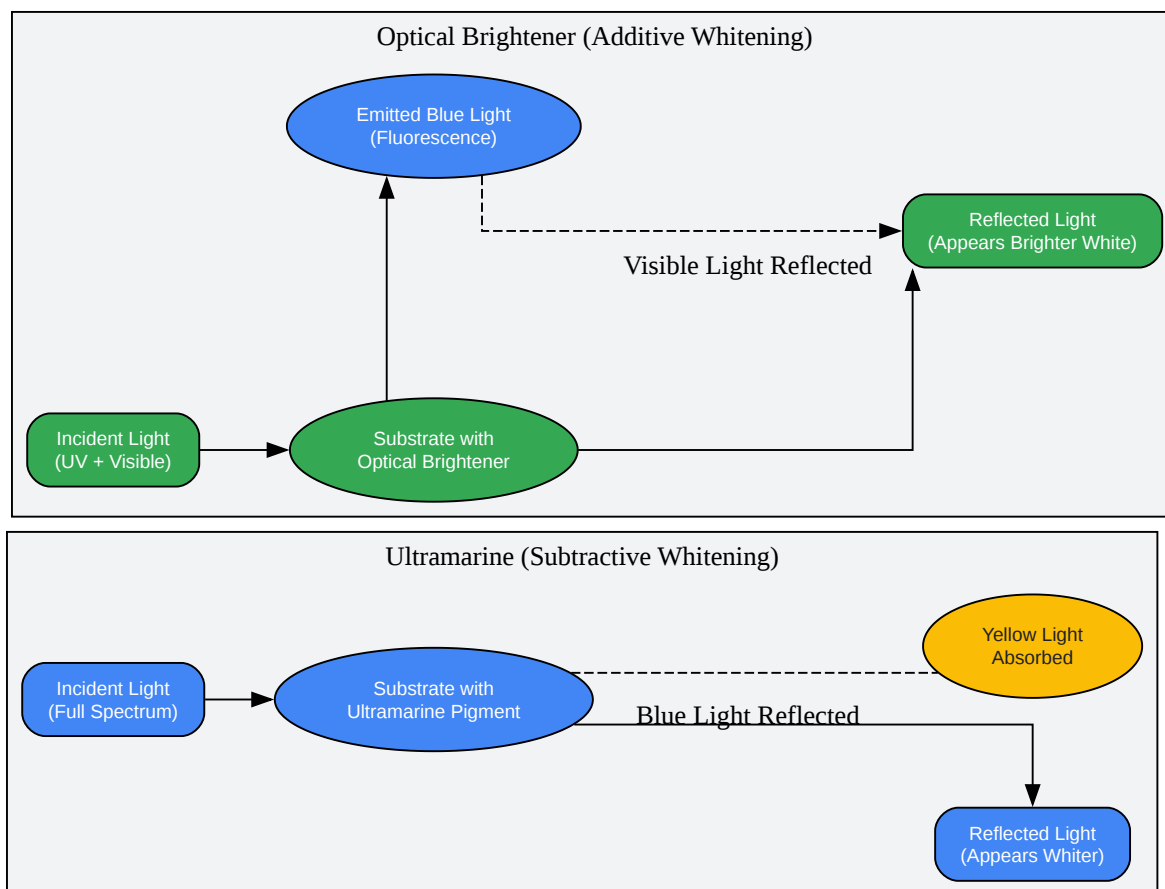 Optical Brightener (Additive Whitening)
Emitted Blue Light
(Fluorescence)
Reflected Light
(Appears Brighter White)
Visible Light Reflected
Incident Light
(UV + Visible)
Substrate with
Optical Brightener
Ultramarine (Subtractive Whitening)
Yellow Light
Absorbed
Incident Light
(Full Spectrum)
Substrate with
Ultramarine Pigment
Blue Light Reflected
Reflected Light
(Appears Whiter)